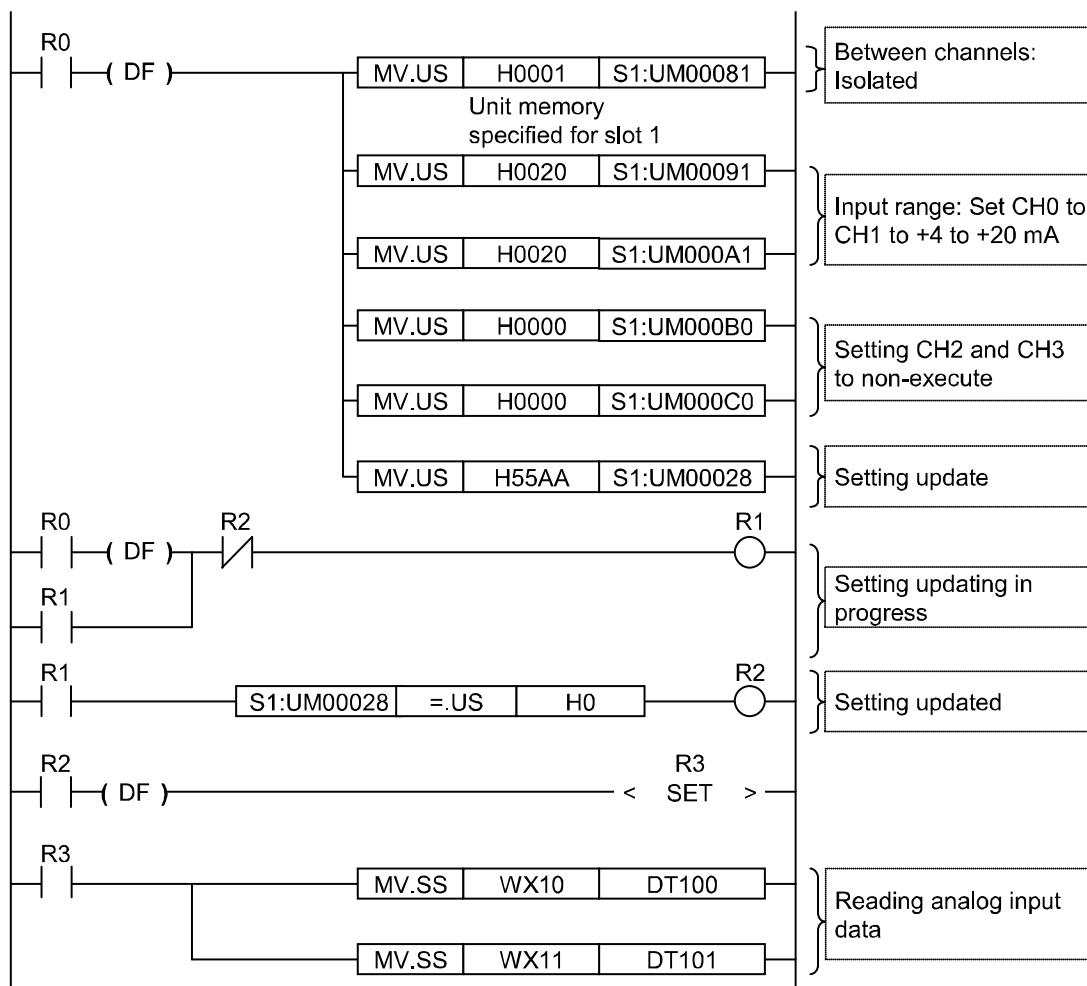 R0
( DF )
MV.US H0001 S1:UM00081
Between channels:
Isolated
Unit memory
specified for slot 1
MV.US H0020 S1:UM00091
Input range: Set CH0 to
CH1 to +4 to +20 mA
MV.US H0020 S1:UM000A1
MV.US H0000 S1:UM000B0
Setting CH2 and CH3
to non-execute
MV.US H0000 S1:UM000C0
MV.US H55AA S1:UM00028
Setting update
R0 R2 R1
( DF )
R1
Setting updating in
progress
R1 R2
S1:UM00028 =.US H0
Setting updated
R2 R3
( DF ) < SET >
R3
MV.SS WX10 DT100
Reading analog input
data
MV.SS WX11 DT101